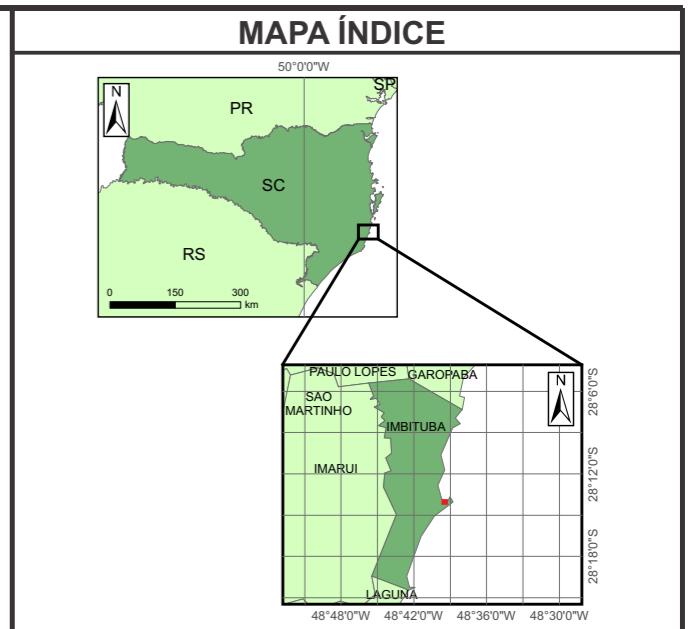 MAPA ÍNDICE
50°0'0"W
N
SP
PR
SC
RS
0 150 300
km
PAULO LOPES
GAROPABA
N
SAO
MARTINHO
IMBITUBA
IMARUI
LAGUNA
28°6'0"S
28°12'0"S
28°18'0"S
48°48'0"W 48°42'0"W 48°36'0"W 48°30'0"W